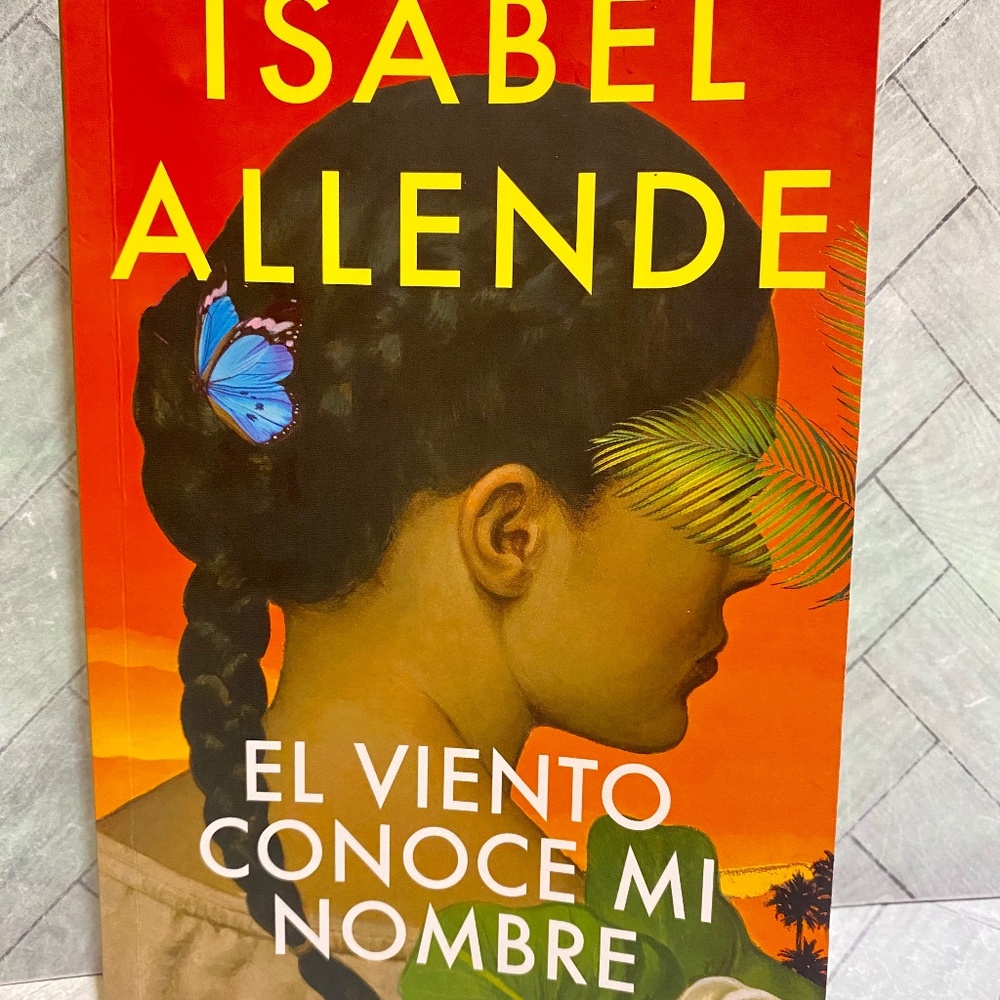 ISABEL
ALLENDE
EL VIENTO
CONOCE MI
NOMBRE